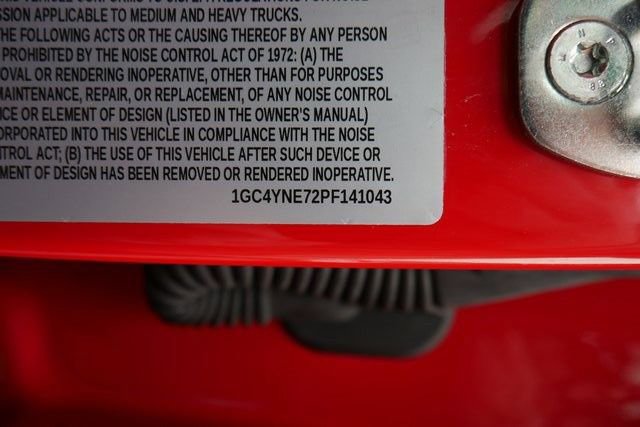 SSION APPLICABLE TO MEDIUM AND HEAVY TRUCKS.
HE FOLLOWING ACTS OR THE CAUSING THEREOF BY ANY PERSON
PROHIBITED BY THE NOISE CONTROL ACT OF 1972: (A) THE
OVAL OR RENDERING INOPERATIVE, OTHER THAN FOR PURPOSES
MAINTENANCE, REPAIR, OR REPLACEMENT, OF ANY NOISE CONTROL
ICE OR ELEMENT OF DESIGN (LISTED IN THE OWNER'S MANUAL)
ORPORATED INTO THIS VEHICLE IN COMPLIANCE WITH THE NOISE
NTROL ACT; (B) THE USE OF THIS VEHICLE AFTER SUCH DEVICE OR
MENT OF DESIGN HAS BEEN REMOVED OR RENDERED INOPERATIVE.
1GC4YNE72PF141043